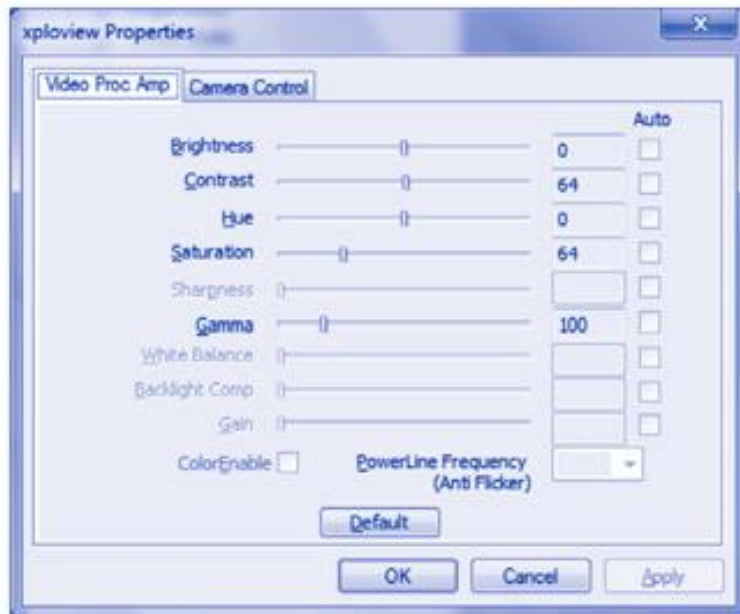 xploview Properties
Video Proc Amp Camera Control
Auto
Brightness 0
Contrast 64
Hue 0
Saturation 64
Sharpness
Gamma 100
White Balance
Backlight Comp
Gain
ColorEnable PowerLine Frequency
(Anti Flicker)
Default
OK Cancel Apply